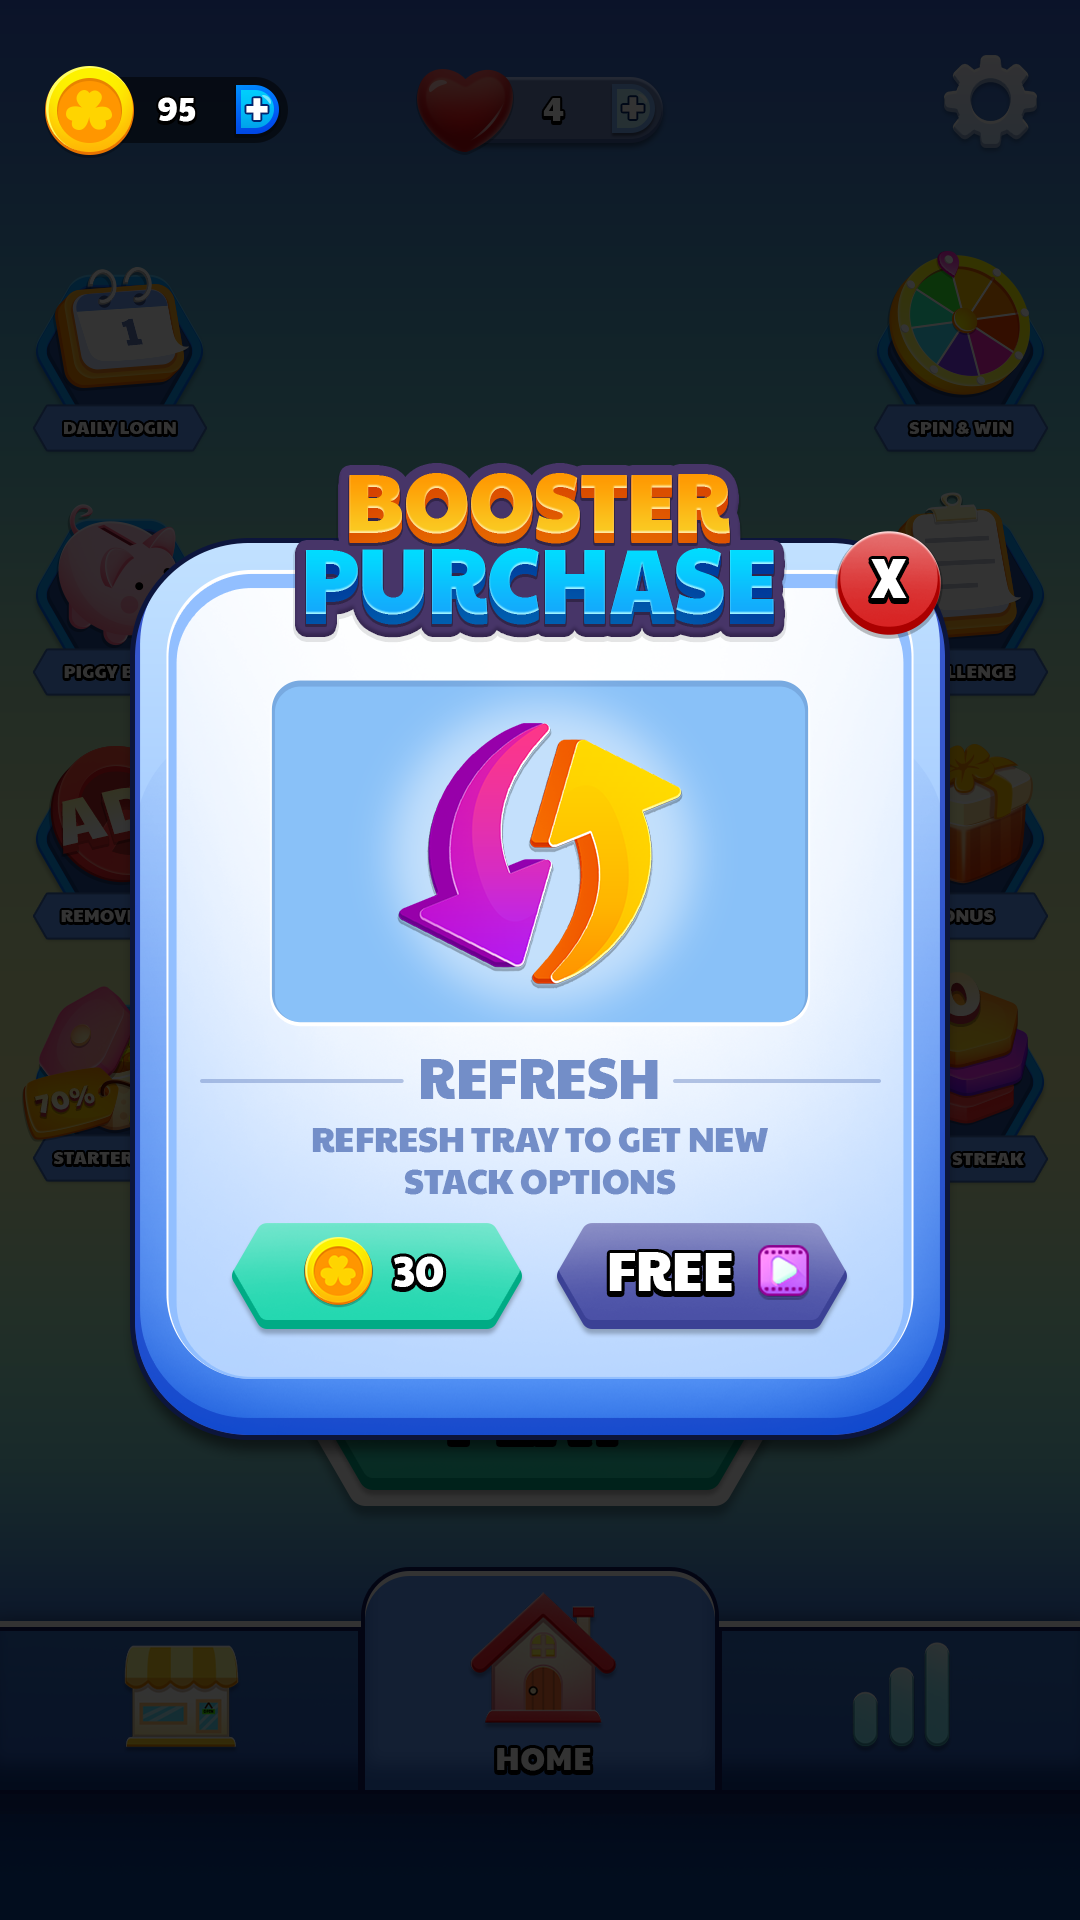 95
4
1
DAILY LOGIN
SPIN & WIN
BOOSTER
PURCHASE
X
PIGGY
LLENGE
AD
REMOV
ONUS
70%
STARTER
STREAK
REFRESH
REFRESH TRAY TO GET NEW
STACK OPTIONS
30
FREE
HOME